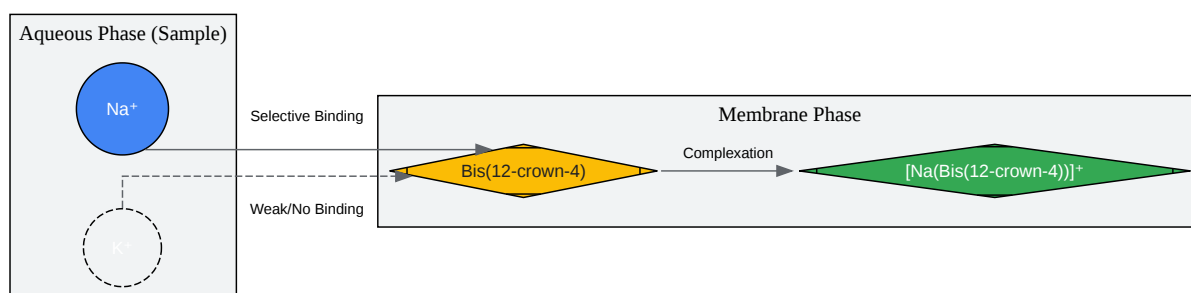 Aqueous Phase (Sample)
Na⁺
Selective Binding
Membrane Phase
Bis(12-crown-4)
Complexation
[Na(Bis(12-crown-4))]⁺
Weak/No Binding
K⁺